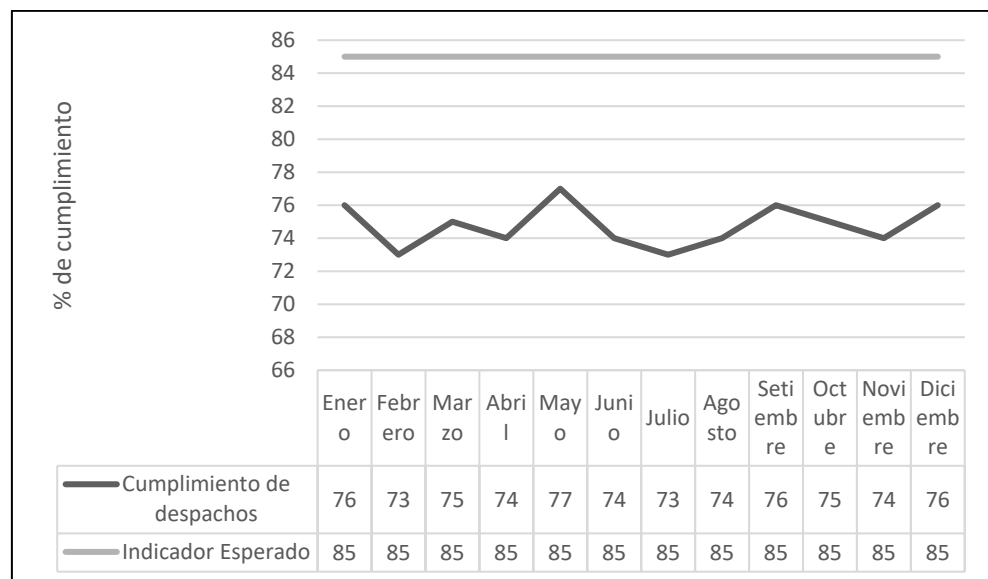 86
84
82
80
78
76
74
72
70
68
66
% de cumplimiento
Ener
o
Febr
ero
Mar
zo
Abri
l
May
o
Juni
o
Julio
Ago
sto
Seti
emb
re
Oct
ubr
e
Novi
emb
re
Dici
emb
re
Cumplimiento de
despachos
76 73 75 74 77 74 73 74 76 75 74 76
Indicador Esperado 85 85 85 85 85 85 85 85 85 85 85 85